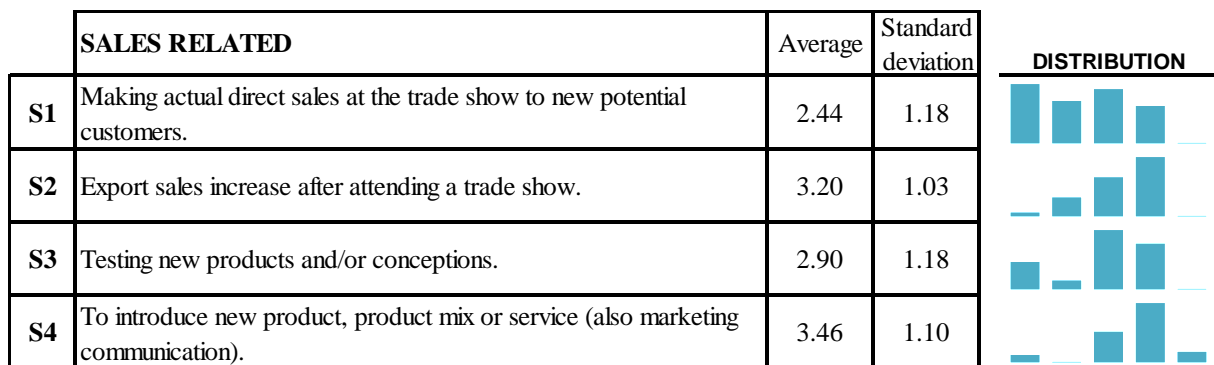 SALES RELATED Average Standard deviation DISTRIBUTION
S1 Making actual direct sales at the trade show to new potential
customers. 2.44 1.18
S2 Export sales increase after attending a trade show. 3.20 1.03
S3 Testing new products and/or conceptions. 2.90 1.18
S4 To introduce new product, product mix or service (also marketing
communication). 3.46 1.10